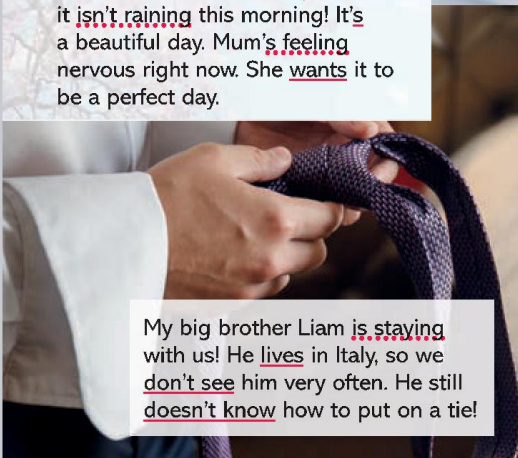 it isn't raining this morning! It's
a beautiful day. Mum's feeling
nervous right now. She wants it to
be a perfect day.
My big brother Liam is staying
with us! He lives in Italy, so we
don't see him very often. He still
doesn't know how to put on a tie!